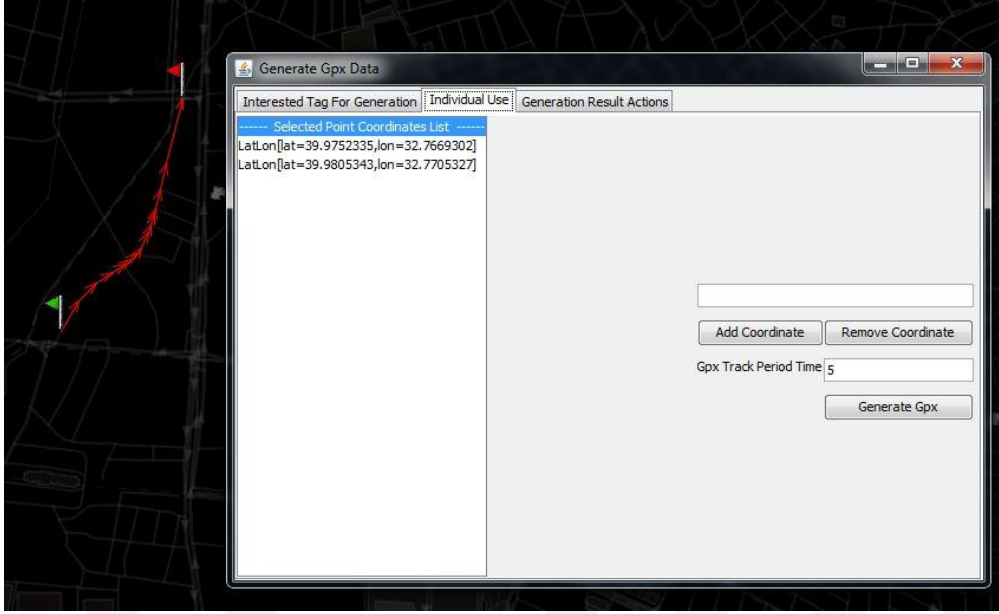 Generate Gpx Data
Interested Tag For Generation Individual Use Generation Result Actions
------ Selected Point Coordinates List ------
LatLon[lat=39.9752335,lon=32.7669302]
LatLon[lat=39.9805343,lon=32.7705327]
Add Coordinate Remove Coordinate
Gpx Track Period Time 5
Generate Gpx